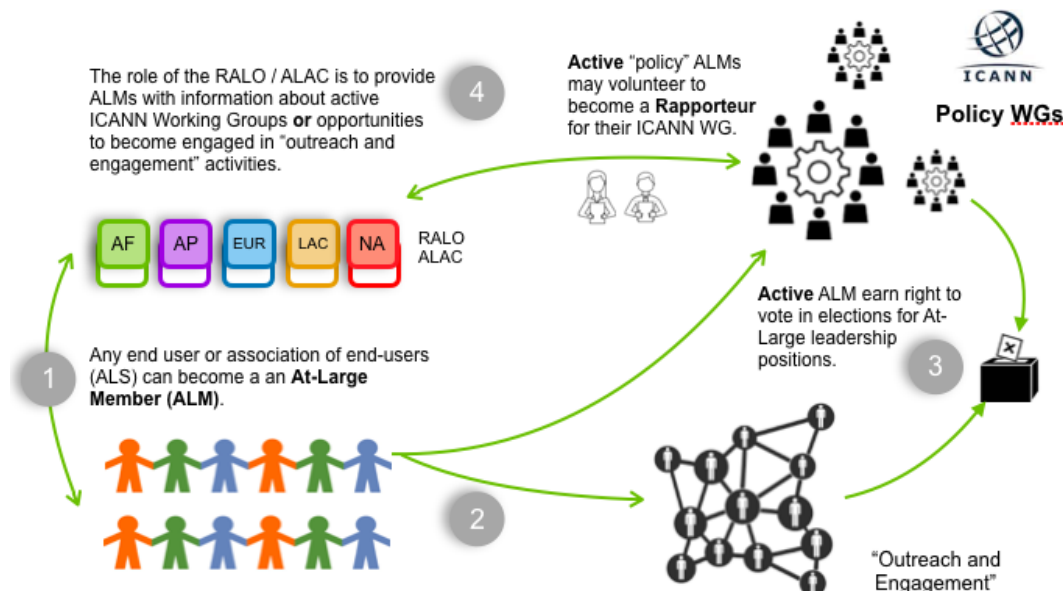 The role of the RALO / ALAC is to provide
ALMs with information about active
ICANN Working Groups or opportunities
to become engaged in “outreach and
engagement” activities.
4
Active “policy” ALMs
may volunteer to
become a Rapporteur
for their ICANN WG.
ICANN
Policy WGs
AF
AP
EUR
LAC
NA
RALO
ALAC
1
Any end user or association of end-users
(ALS) can become a an At-Large
Member (ALM).
Active ALM earn right to
vote in elections for At-
Large leadership
positions.
3
2
“Outreach and
Engagement”